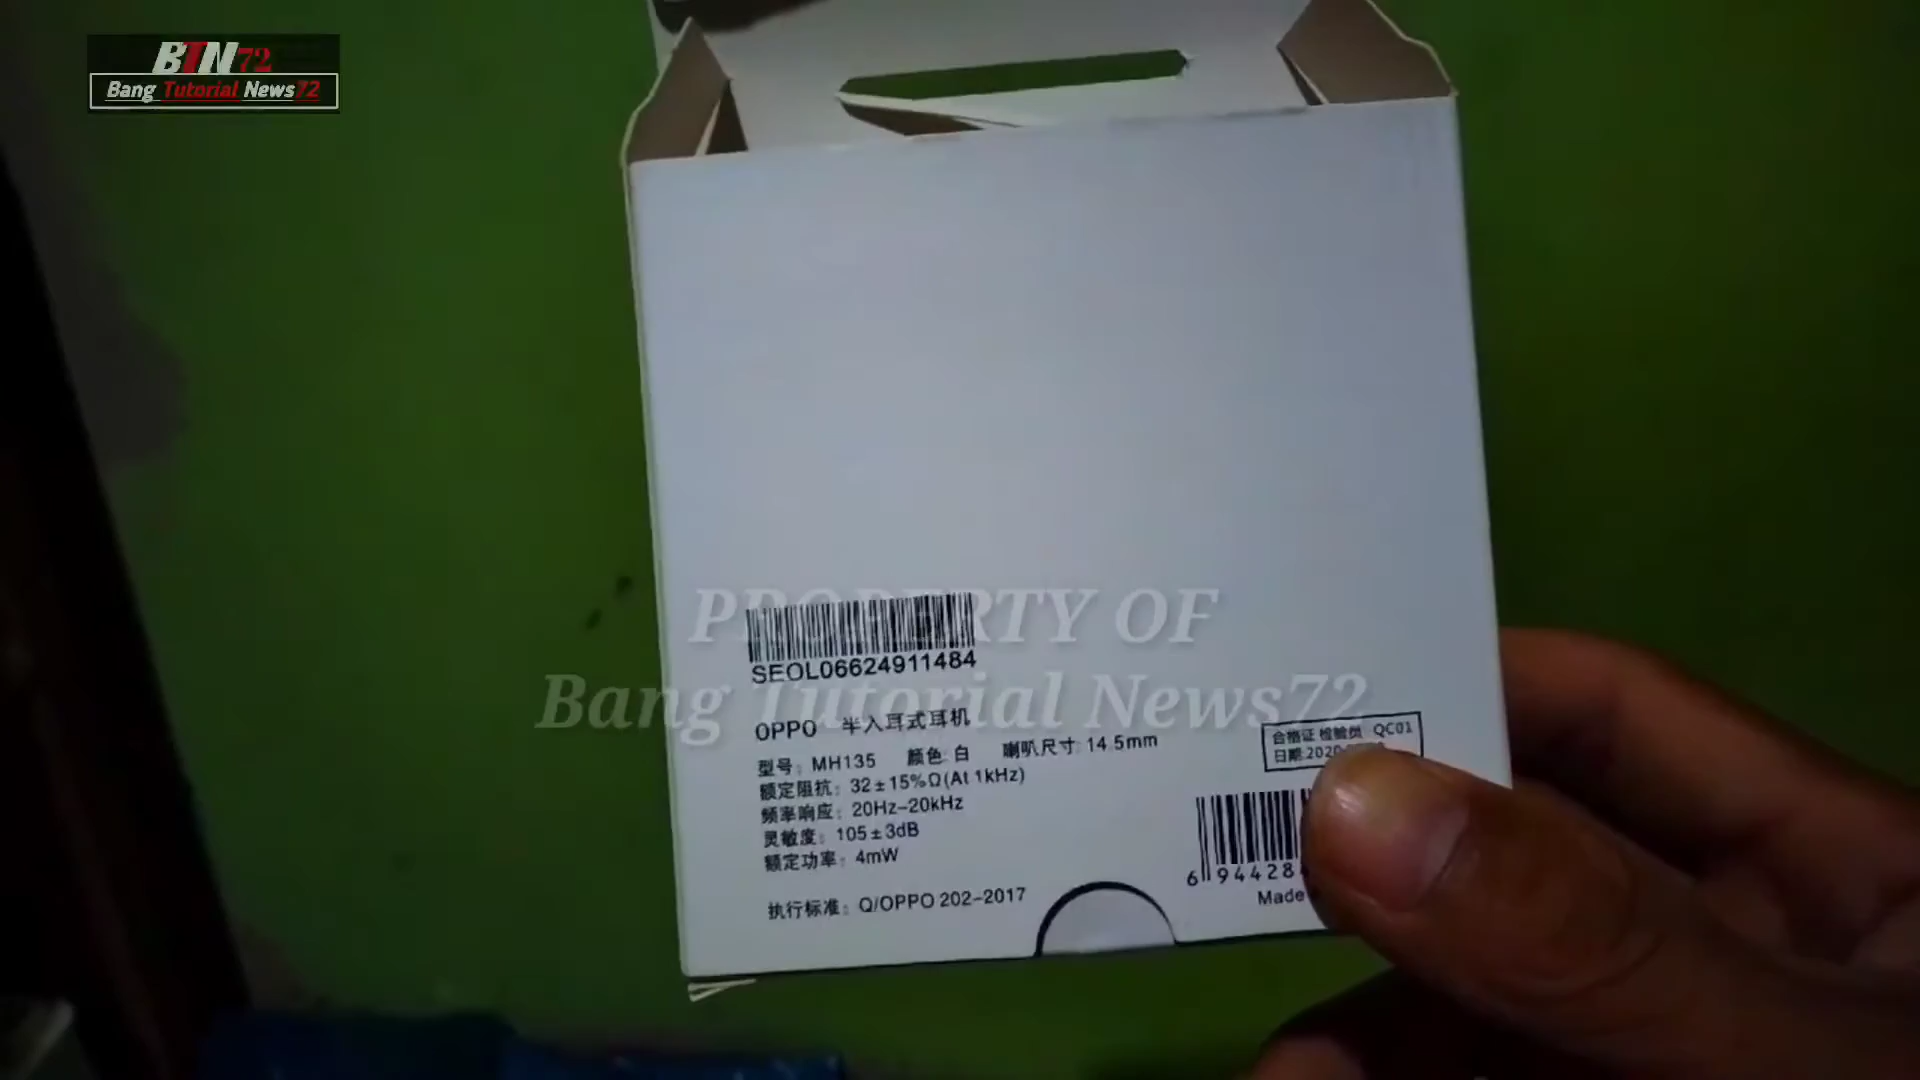 BTN72
Bang Tutorial News72
PROPERTY OF
Bang Tutorial News72
SEOL06624911484
OPPO 半入耳式耳机
型号: MH135 颜色: 白 喇叭尺寸: 14.5mm
额定阻抗: 32±15%Ω(At 1kHz)
频率响应: 20Hz-20kHz
灵敏度: 105±3dB
额定功率: 4mW
执行标准: Q/OPPO 202-2017
合格证 检验员 QC01
日期:2020
6 94428
Made